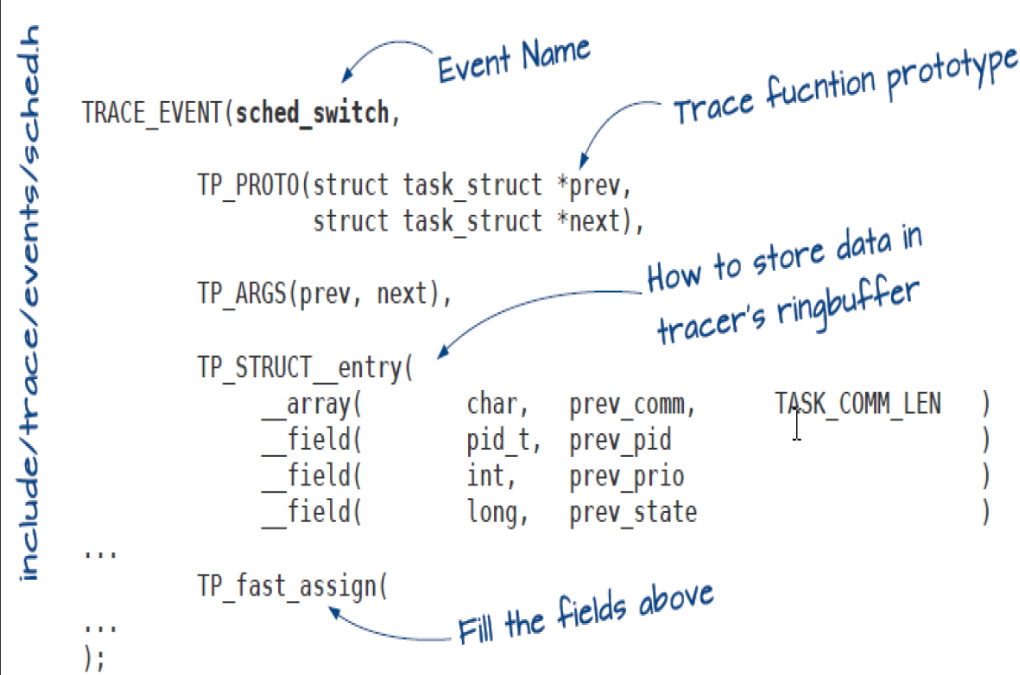 include/trace/events/sched.h
Event Name
Trace fucntion prototype
TRACE_EVENT(sched_switch,
TP_PROTO(struct task_struct *prev,
struct task_struct *next),
How to store data in
tracer's ringbuffer
TP_ARGS(prev, next),
TP_STRUCT__entry(
__array( char, prev_comm, TASK_COMM_LEN )
__field( pid_t, prev_pid )
__field( int, prev_prio )
__field( long, prev_state )
...
TP_fast_assign(
Fill the fields above
...
);